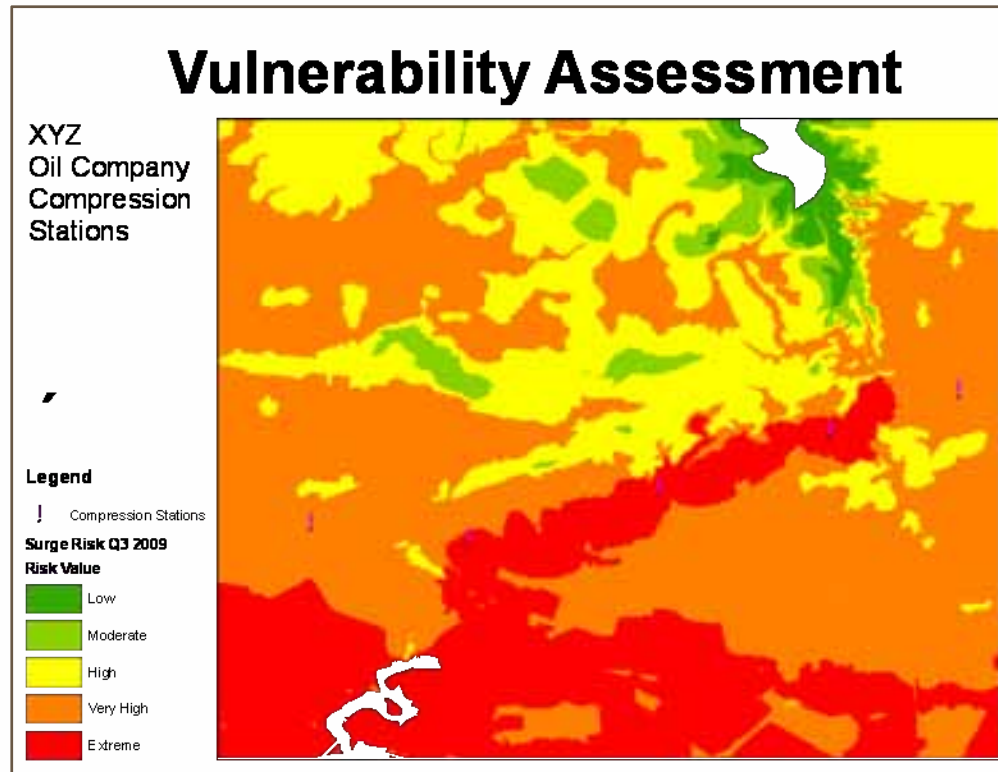 Vulnerability Assessment
XYZ
Oil Company
Compression
Stations
Legend
! Compression Stations
Surge Risk Q3 2009
Risk Value
Low
Moderate
High
Very High
Extreme